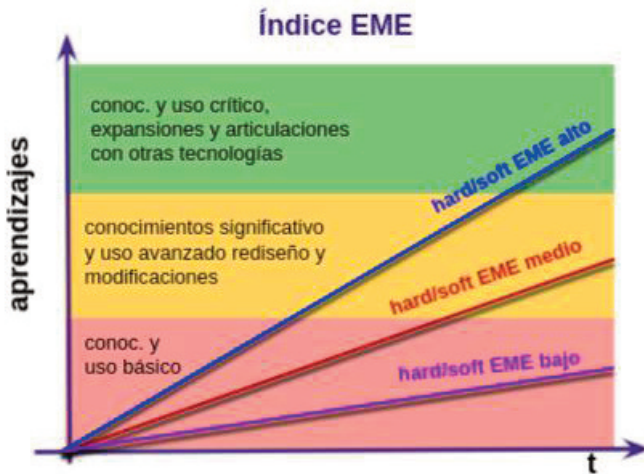 Índice EME
aprendizajes
conoc. y uso crítico,
expansiones y articulaciones
con otras tecnologías
hard/soft EME alto
conocimientos significativo
y uso avanzado rediseño y
modificaciones
hard/soft EME medio
conoc. y
uso básico
hard/soft EME bajo
t